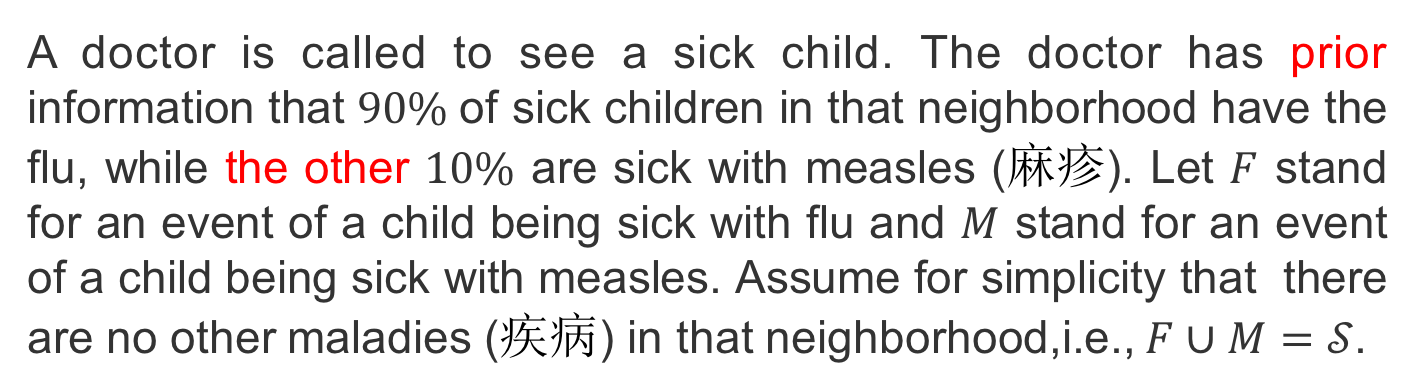 A doctor is called to see a sick child. The doctor has prior
information that 90% of sick children in that neighborhood have the
flu, while the other 10% are sick with measles (麻疹). Let F stand
for an event of a child being sick with flu and M stand for an event
of a child being sick with measles. Assume for simplicity that there
are no other maladies (疾病) in that neighborhood,i.e., F ∪ M = 𝒮.